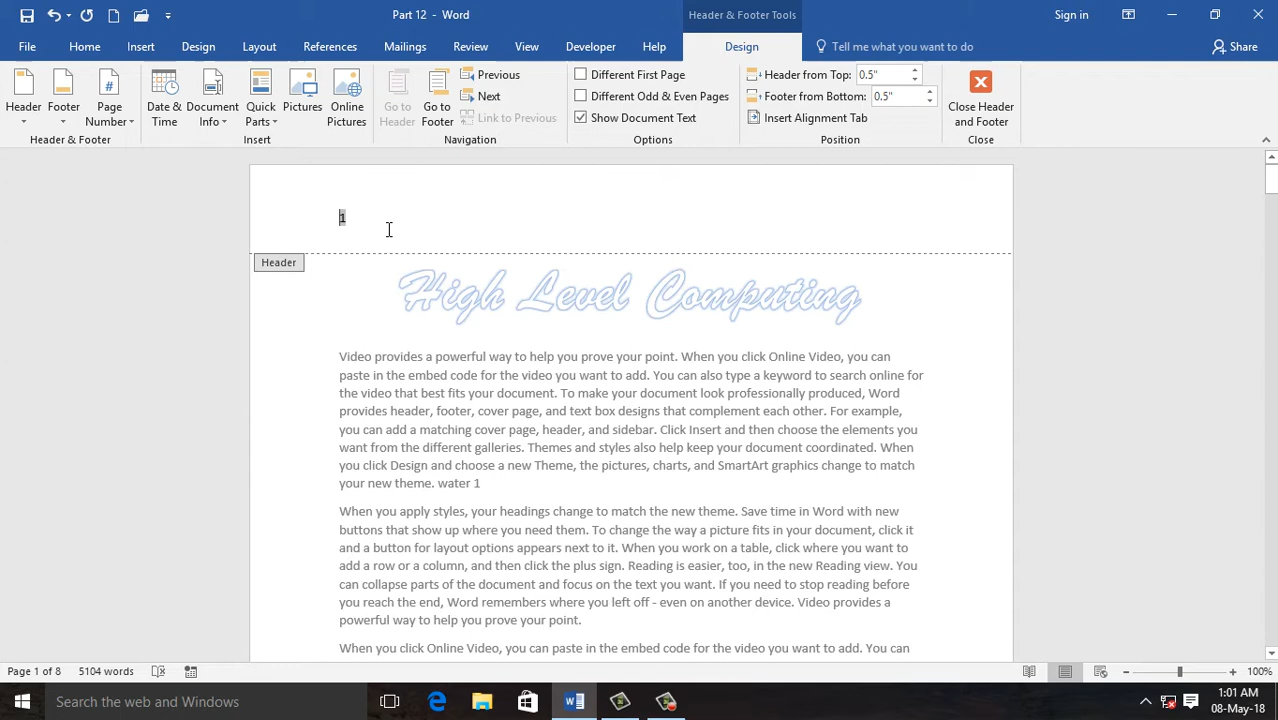 Part 12 - Word
Header & Footer Tools
Sign in
File
Home
Insert
Design
Layout
References
Mailings
Review
View
Developer
Help
Design
Tell me what you want to do
Share
Header
Footer
Page Number
Header & Footer
Date & Time
Document Info
Quick Parts
Pictures
Online Pictures
Insert
Go to Header
Go to Footer
Previous
Next
Link to Previous
Navigation
Different First Page
Different Odd & Even Pages
Show Document Text
Options
Header from Top: 0.5"
Footer from Bottom: 0.5"
Insert Alignment Tab
Position
Close Header and Footer
Close
1
Header
High Level Computing
Video provides a powerful way to help you prove your point. When you click Online Video, you can
paste in the embed code for the video you want to add. You can also type a keyword to search online for
the video that best fits your document. To make your document look professionally produced, Word
provides header, footer, cover page, and text box designs that complement each other. For example,
you can add a matching cover page, header, and sidebar. Click Insert and then choose the elements you
want from the different galleries. Themes and styles also help keep your document coordinated. When
you click Design and choose a new Theme, the pictures, charts, and SmartArt graphics change to match
your new theme. water 1
When you apply styles, your headings change to match the new theme. Save time in Word with new
buttons that show up where you need them. To change the way a picture fits in your document, click it
and a button for layout options appears next to it. When you work on a table, click where you want to
add a row or a column, and then click the plus sign. Reading is easier, too, in the new Reading view. You
can collapse parts of the document and focus on the text you want. If you need to stop reading before
you reach the end, Word remembers where you left off - even on another device. Video provides a
powerful way to help you prove your point.
When you click Online Video, you can paste in the embed code for the video you want to add. You can
Page 1 of 8
5104 words
100%
Search the web and Windows
1:01 AM
08-May-18